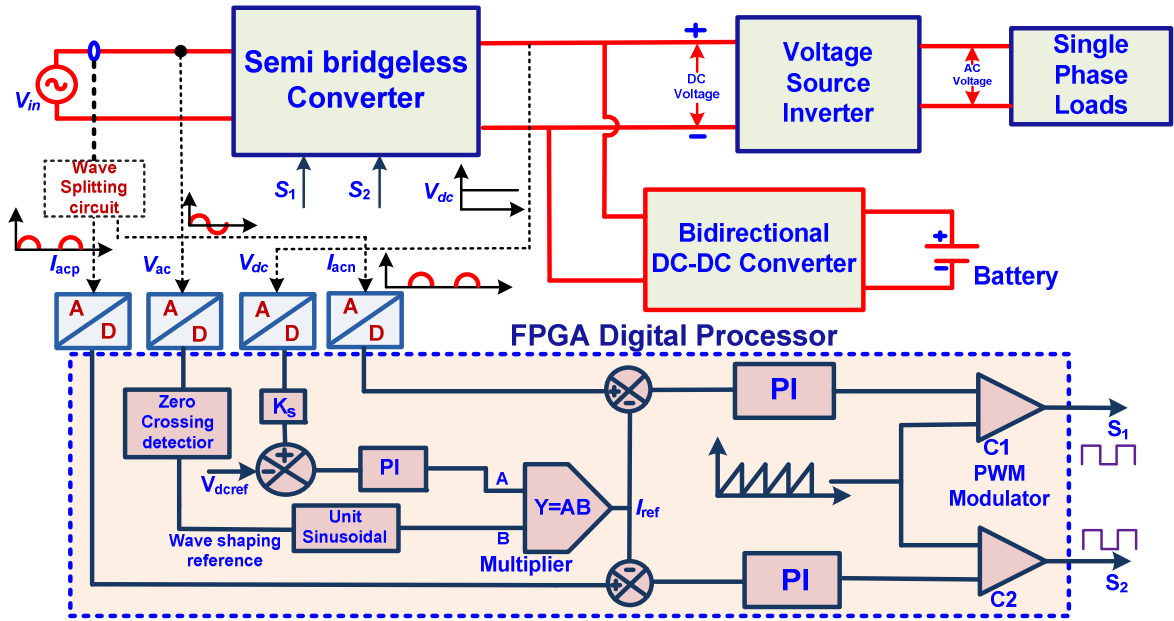 Semi bridgeless
Converter
Voltage
Source
Inverter
Single
Phase
Loads
+
DC
Voltage
−
AC
Voltage
Vin
Wave
Splitting
circuit
S1
S2
Vdc
Iacp
Vac
Vdc
Iacn
Bidirectional
DC-DC Converter
+
-
Battery
A
D
A
D
A
D
A
D
FPGA Digital Processor
Zero
Crossing
detectior
Ks
+
-
Vdcref
PI
A
B
Y=AB
Multiplier
Iref
Unit
Sinusoidal
Wave shaping
reference
+
-
PI
C1
PWM
Modulator
S1
-
+
PI
C2
S2